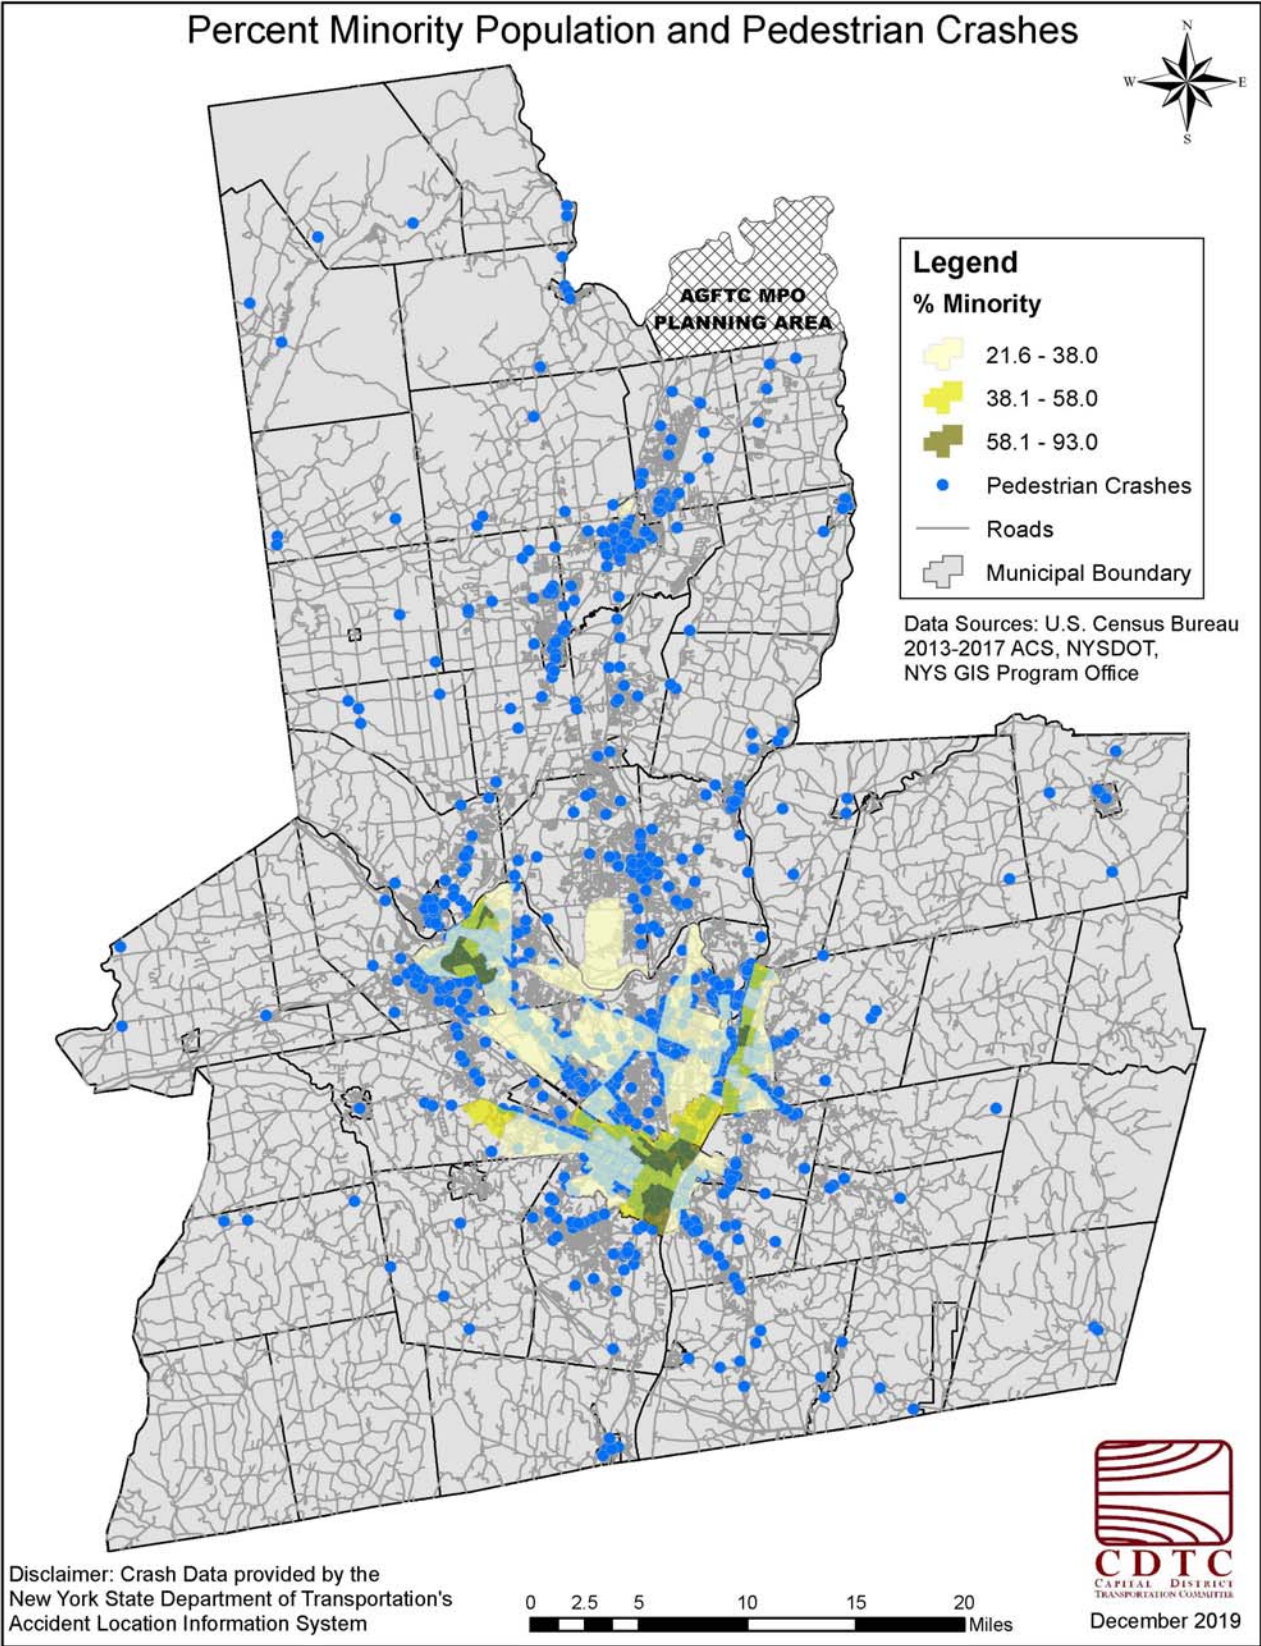 Percent Minority Population and Pedestrian Crashes
N
W
E
S
AGFTC MPO
PLANNING AREA
Legend
% Minority
21.6 - 38.0
38.1 - 58.0
58.1 - 93.0
Pedestrian Crashes
Roads
Municipal Boundary
Data Sources: U.S. Census Bureau
2013-2017 ACS, NYSDOT,
NYS GIS Program Office
Disclaimer: Crash Data provided by the
New York State Department of Transportation's
Accident Location Information System
0 2.5 5 10 15 20
Miles
CDTC
CAPITAL DISTRICT
TRANSPORTATION COMMITTEE
December 2019